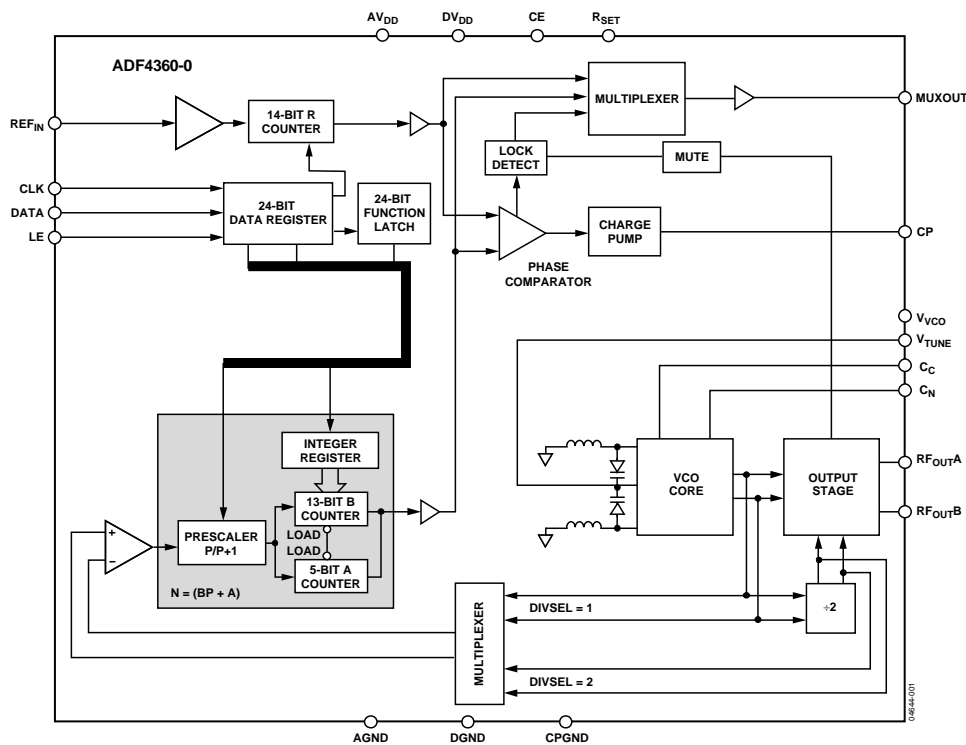 AVDD
DVDD
CE
RSET
ADF4360-0
REFIN
14-BIT R
COUNTER
MULTIPLEXER
MUXOUT
LOCK
DETECT
MUTE
CLK
DATA
LE
24-BIT
DATA REGISTER
24-BIT
FUNCTION
LATCH
CHARGE
PUMP
CP
PHASE
COMPARATOR
VVCO
VTUNE
CC
CN
INTEGER
REGISTER
13-BIT B
COUNTER
LOAD
LOAD
5-BIT A
COUNTER
+
−
PRESCALER
P/P+1
N = (BP + A)
VCO
CORE
OUTPUT
STAGE
RFOUTA
RFOUTB
MULTIPLEXER
DIVSEL = 1
DIVSEL = 2
÷2
04644-001
AGND
DGND
CPGND